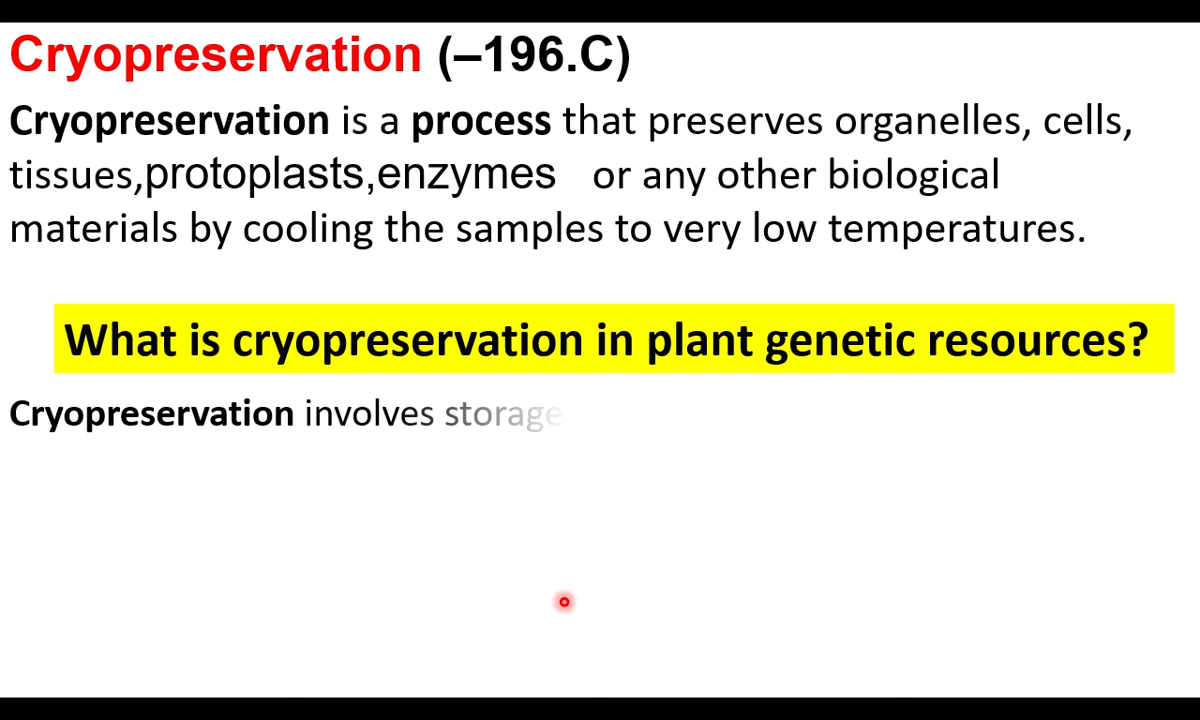 Cryopreservation (–196.C)
Cryopreservation is a process that preserves organelles, cells,
tissues,protoplasts,enzymes or any other biological
materials by cooling the samples to very low temperatures.
What is cryopreservation in plant genetic resources?
Cryopreservation involves storage